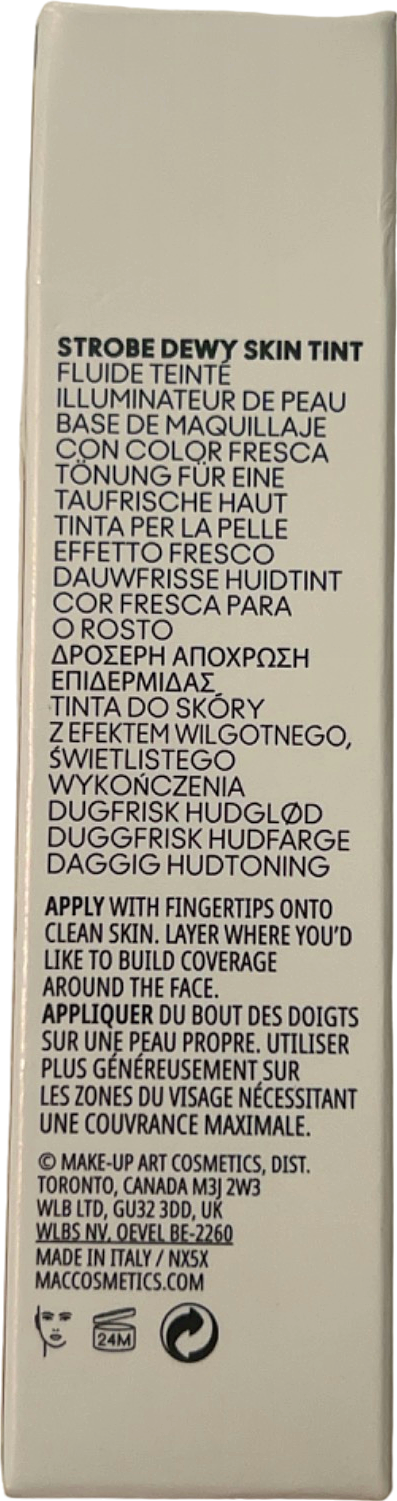 STROBE DEWY SKIN TINT
FLUIDE TEINTÉ
ILLUMINATEUR DE PEAU
BASE DE MAQUILLAJE
CON COLOR FRESCA
TÖNUNG FÜR EINE
TAUFRISCHE HAUT
TINTA PER LA PELLE
EFFETTO FRESCO
DAUWFRISSE HUIDTINT
COR FRESCA PARA
O ROSTO
ΔΡΟΣΕΡΗ ΑΠΟΧΡΩΣΗ
ΕΠΙΔΕΡΜΙΔΑΣ
TINTA DO SKÓRY
Z EFEKTEM WILGOTNEGO,
ŚWIETLISTEGO
WYKOŃCZENIA
DUGFRISK HUDGLØD
DUGGFRISK HUDFARGE
DAGGIG HUDTONING
APPLY WITH FINGERTIPS ONTO
CLEAN SKIN. LAYER WHERE YOU'D
LIKE TO BUILD COVERAGE
AROUND THE FACE.
APPLIQUER DU BOUT DES DOIGTS
SUR UNE PEAU PROPRE. UTILISER
PLUS GÉNÉREUSEMENT SUR
LES ZONES DU VISAGE NÉCESSITANT
UNE COUVRANCE MAXIMALE.
© MAKE-UP ART COSMETICS, DIST.
TORONTO, CANADA M3J 2W3
WLB LTD, GU32 3DD, UK
WLBS NV, OEVEL BE-2260
MADE IN ITALY / NX5X
MACCOSMETICS.COM
24M